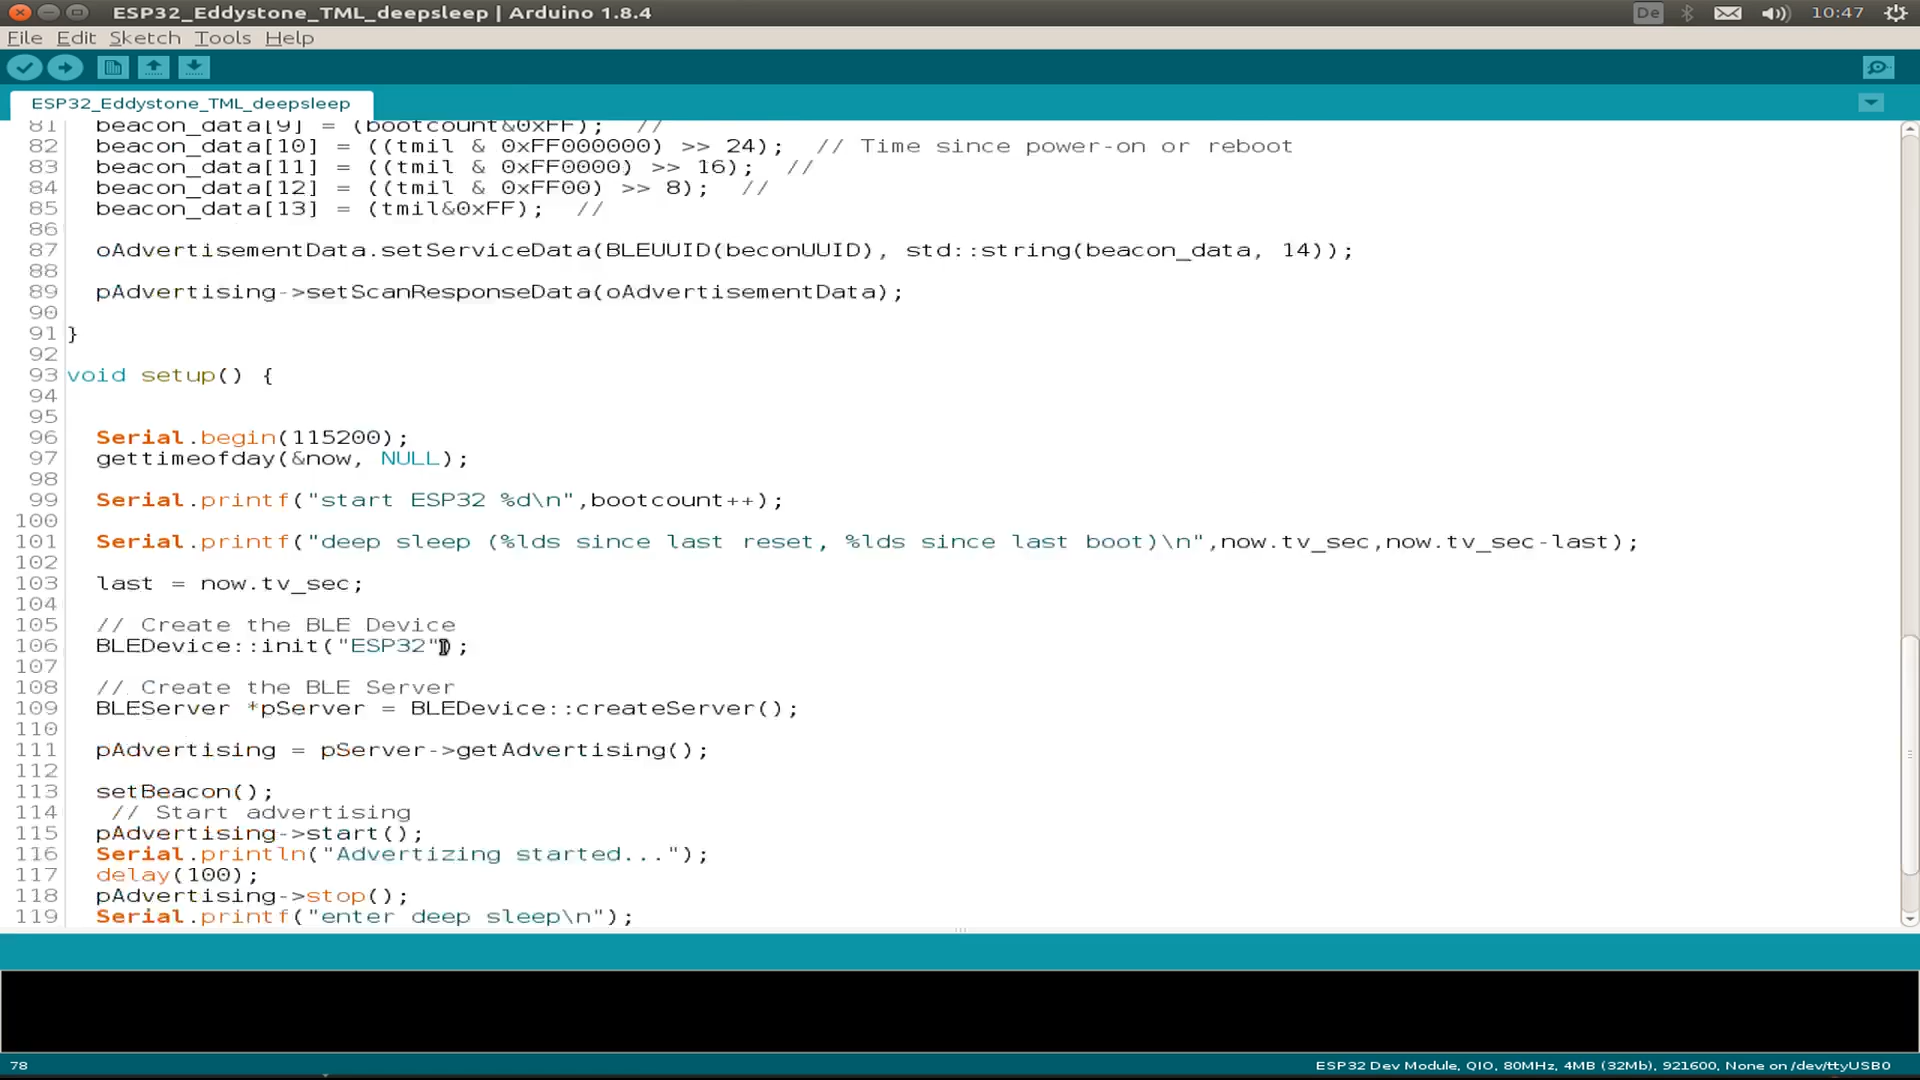 ESP32_Eddystone_TML_deepsleep | Arduino 1.8.4
De
10:47
File Edit Sketch Tools Help
ESP32_Eddystone_TML_deepsleep
81 beacon_data[9] = (bootcount&0xFF); //
82 beacon_data[10] = ((tmil & 0xFF000000) >> 24); // Time since power-on or reboot
83 beacon_data[11] = ((tmil & 0xFF0000) >> 16); //
84 beacon_data[12] = ((tmil & 0xFF00) >> 8); //
85 beacon_data[13] = (tmil&0xFF); //
86
87 oAdvertisementData.setServiceData(BLEUUID(beconUUID), std::string(beacon_data, 14));
88
89 pAdvertising->setScanResponseData(oAdvertisementData);
90
91 }
92
93 void setup() {
94
95
96 Serial.begin(115200);
97 gettimeofday(&now, NULL);
98
99 Serial.printf("start ESP32 %d\n",bootcount++);
100
101 Serial.printf("deep sleep (%lds since last reset, %lds since last boot)\n",now.tv_sec,now.tv_sec-last);
102
103 last = now.tv_sec;
104
105 // Create the BLE Device
106 BLEDevice::init("ESP32");
107
108 // Create the BLE Server
109 BLEServer *pServer = BLEDevice::createServer();
110
111 pAdvertising = pServer->getAdvertising();
112
113 setBeacon();
114 // Start advertising
115 pAdvertising->start();
116 Serial.println("Advertizing started...");
117 delay(100);
118 pAdvertising->stop();
119 Serial.printf("enter deep sleep\n");
78
ESP32 Dev Module, QIO, 80MHz, 4MB (32Mb), 921600, None on /dev/ttyUSB0